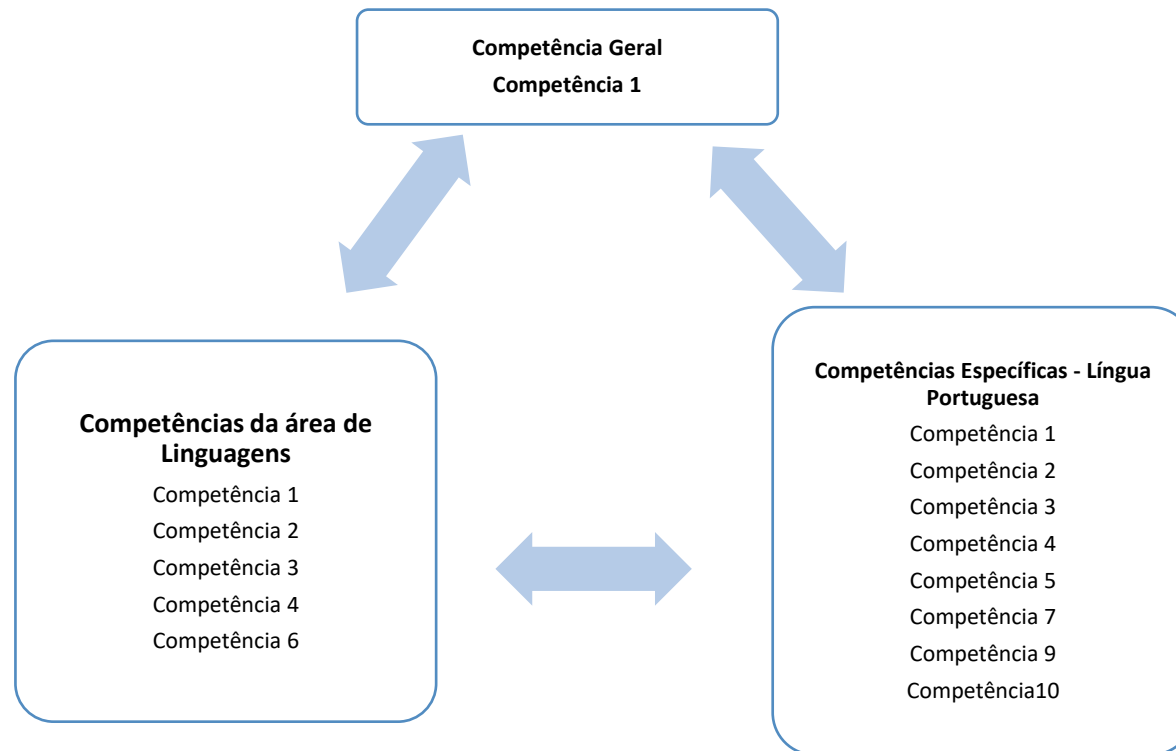 Competência Geral
Competência 1
Competências da área de
Linguagens
Competência 1
Competência 2
Competência 3
Competência 4
Competência 6
Competências Específicas - Língua
Portuguesa
Competência 1
Competência 2
Competência 3
Competência 4
Competência 5
Competência 7
Competência 9
Competência10